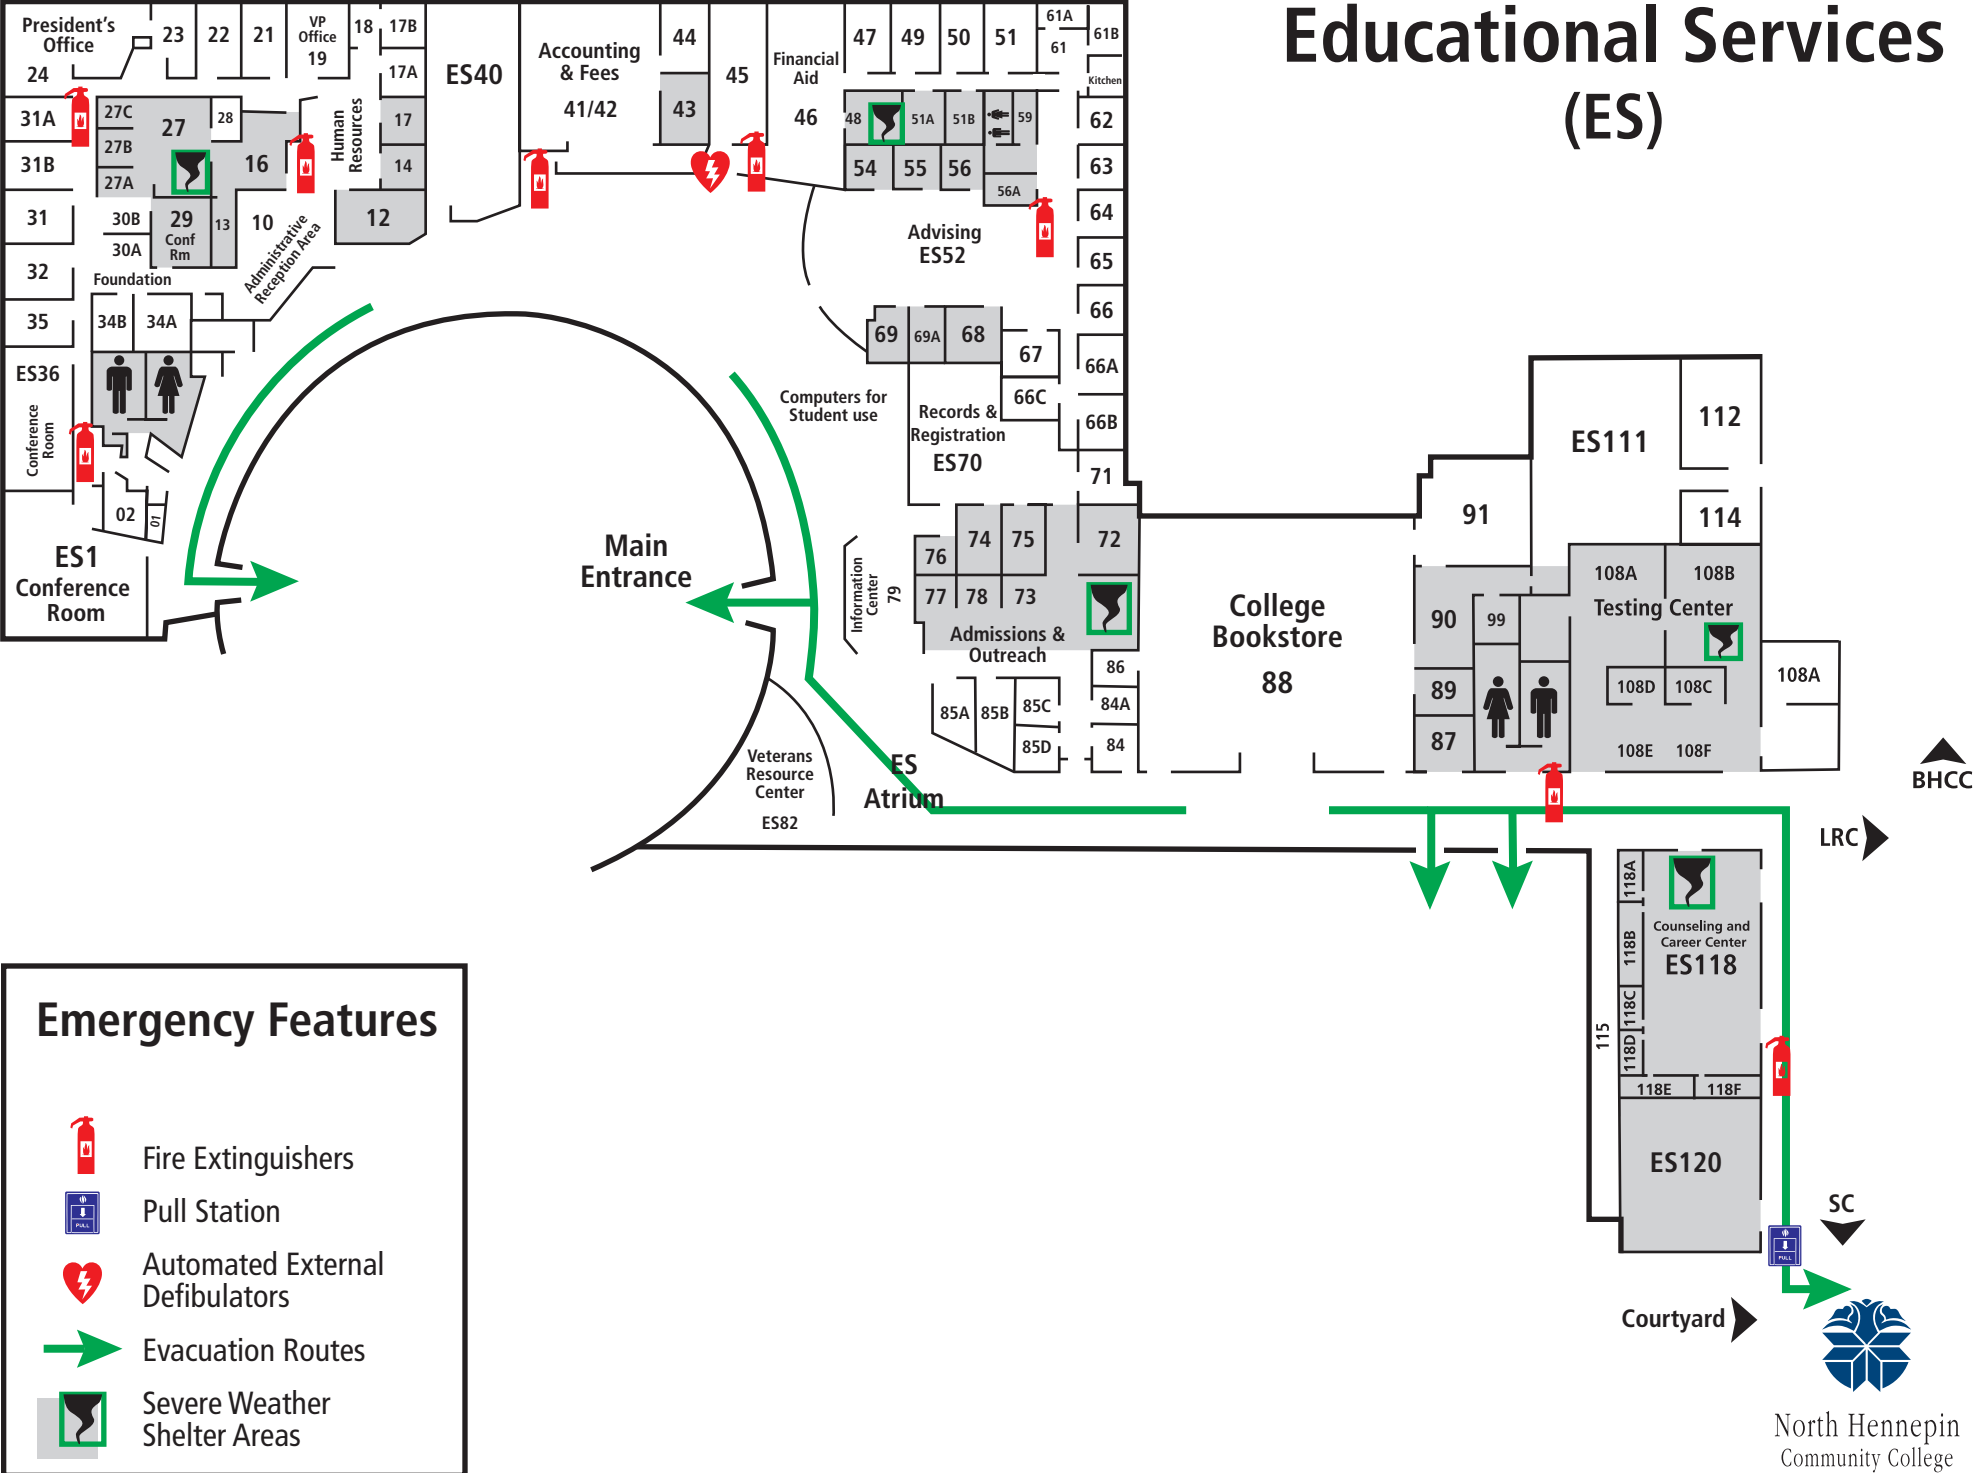 Educational Services
(ES)
President's
Office
24
23
22
21
VP
Office
19
18
17B
17A
ES40
Accounting
& Fees
41/42
44
43
45
Financial
Aid
46
47
49
50
51
61A
61
61B
Kitchen
31A
27C
27
28
27B
27A
16
Human
Resources
17
14
48
51A
51B
59
62
31B
54
55
56
56A
63
31
30B
30A
29
Conf
Rm
13
10
Administrative
Reception Area
12
Advising
ES52
64
65
32
Foundation
66
35
34B
34A
69
69A
68
67
66A
66C
66B
ES36
Conference
Room
Computers for
Student use
Records &
Registration
ES70
71
02
01
ES1
Conference
Room
Main
Entrance
Information
Center
79
74
75
72
76
77
78
73
Admissions &
Outreach
86
84A
84
85A
85B
85C
85D
College
Bookstore
88
91
ES111
112
114
90
99
89
87
108A
108B
Testing Center
108D
108C
108E
108F
108A
Veterans
Resource
Center
ES82
ES
Atrium
BHCC
LRC
118A
118B
118C
118D
115
Counseling and
Career Center
ES118
118E
118F
ES120
SC
PULL
Courtyard
Emergency Features
Fire Extinguishers
PULL
Pull Station
Automated External
Defibulators
Evacuation Routes
Severe Weather
Shelter Areas
North Hennepin
Community College